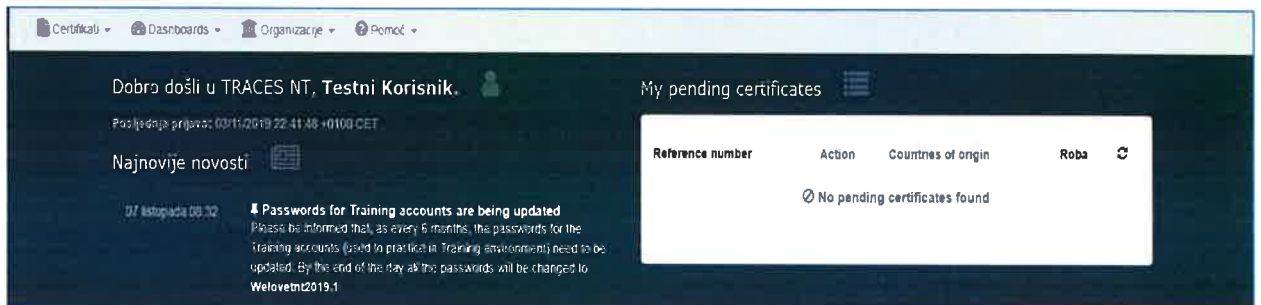 Certifikati Dashboards Organizacije Pomoć
Dobro došli u TRACES NT, Testni Korisnik.
Posljednja prijava: 03/11/2019 22:41:48 +0100 CET
Najnovije novosti
07 listopada 08:32
Passwords for Training accounts are being updated
Please be informed that, as every 6 months, the passwords for the
Training accounts (used to practice in Training environment) need to be
updated. By the end of the day all the passwords will be changed to
Welovetnt2019.1
My pending certificates
Reference number Action Countries of origin Roba
No pending certificates found